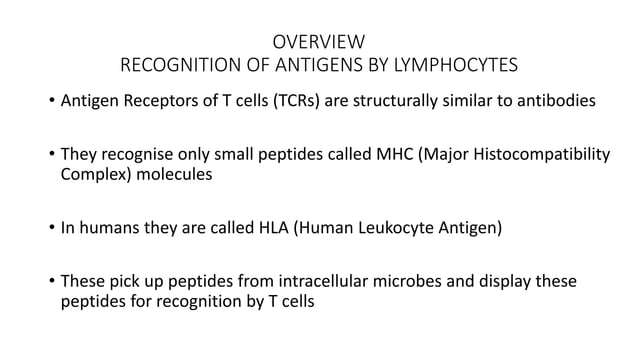 OVERVIEW
RECOGNITION OF ANTIGENS BY LYMPHOCYTES
• Antigen Receptors of T cells (TCRs) are structurally similar to antibodies
• They recognise only small peptides called MHC (Major Histocompatibility
Complex) molecules
• In humans they are called HLA (Human Leukocyte Antigen)
• These pick up peptides from intracellular microbes and display these
peptides for recognition by T cells